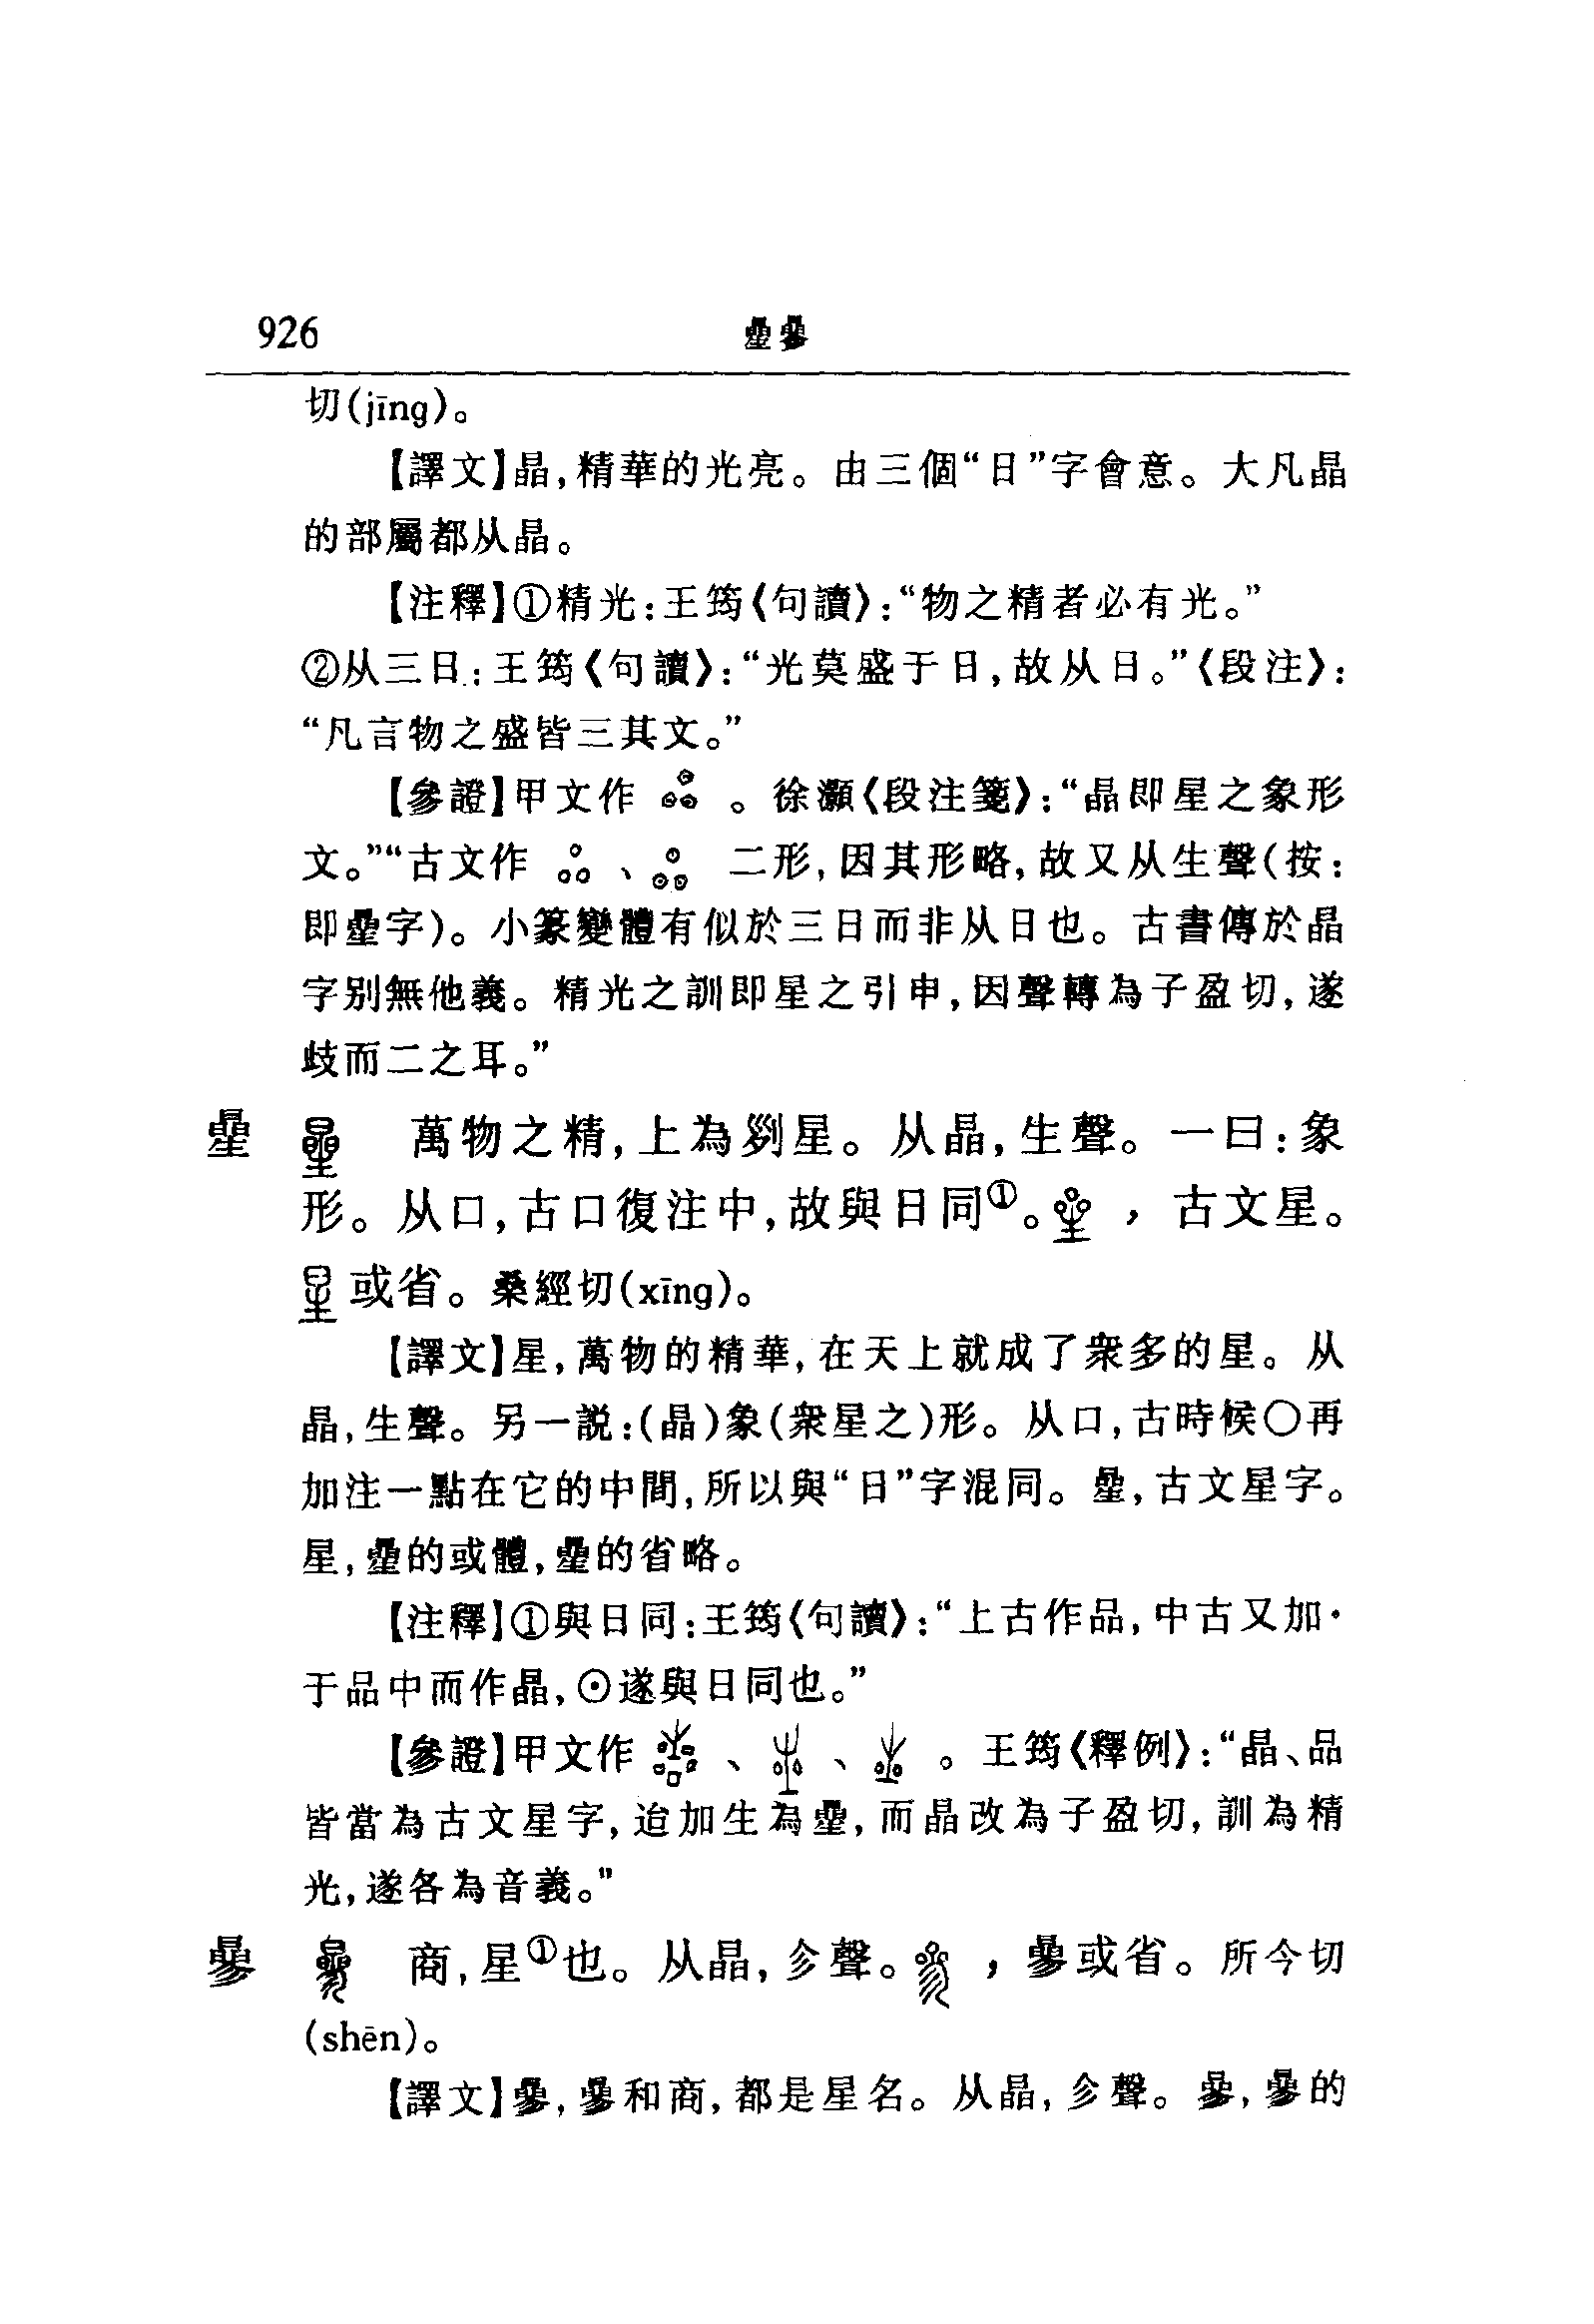 926 曐曑
切(jīng)。
【譯文】晶,精華的光亮。由三個“日”字會意。大凡晶
的部屬都从晶。
【注釋】①精光:王筠《句讀》:“物之精者必有光。”
②从三日:王筠《句讀》:“光莫盛于日,故从日。”《段注》:
“凡言物之盛皆三其文。”
【參證】甲文作 。徐灝《段注箋》:“晶即星之象形
文。”“古文作 、 二形,因其形略,故又从生聲(按:
即曐字)。小篆變體有似於三日而非从日也。古書傳於晶
字別無他義。精光之訓即星之引申,因聲轉為子盈切,遂
歧而二之耳。”
曐 萬物之精,上為列星。从晶,生聲。一曰:象
形。从口,古口復注中,故與日同①。 , 古文星。
或省。桑經切(xīng)。
【譯文】星,萬物的精華,在天上就成了衆多的星。从
晶,生聲。另一説:(晶)象(衆星之)形。从口,古時候〇再
加注一點在它的中間,所以與“日”字混同。曐,古文星字。
星,曐的或體,曐的省略。
【注釋】①與日同:王筠《句讀》:“上古作品,中古又加·
于品中而作晶,⊙遂與日同也。”
【參證】甲文作 、 、 。王筠《釋例》:“晶、品
皆當為古文星字,迨加生為曐,而晶改為子盈切,訓為精
光,遂各為音義。”
曑 商,星①也。从晶,㐱聲。 ,曑或省。所今切
(shēn)。
【譯文】曑,曑和商,都是星名。从晶,㐱聲。參,曑的